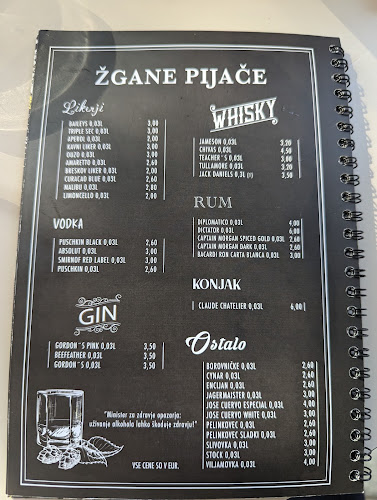 ŽGANE PIJAČE
Likerji
BAILEYS 0,03L 3,00
TRIPLE SEC 0,03L 3,00
APEROL 0,03L 2,00
KAVNI LIKER 0,03L 3,00
OUZO 0,03L 3,00
AMARETTO 0,03L 2,60
BRESKOV LIKER 0,03L 2,00
CURACAO BLUE 0,03L 2,60
MALIBU 0,03L 2,00
LIMONCELLO 0,03L 2,00
VODKA
PUSCHKIN BLACK 0,03L 2,60
ABSOLUT 0,03L 3,00
SMIRNOF RED LABEL 0,03L 3,00
PUSCHKIN 0,03L 2,60
GIN
GORDON´S PINK 0,03L 3,50
BEEFEATHER 0,03L 3,50
GORDON´S 0,03L 3,50
"Minister za zdravje opozarja:
uživanje alkohola lahko škoduje zdravju!"
VSE CENE SO V EUR.
WHISKY
JAMESON 0,03L 3,20
CHIVAS 0,03L 4,50
TEACHER´S 0,03L 3,00
TULLAMORE 0,03L 3,20
JACK DANIELS 0,3L (7) 3,50
RUM
DIPLOMATICO 0,03L 4,00
DICTATOR 0,03L 6,00
CAPTAIN MORGAN SPICED GOLD 0,03L 2,60
CAPTAIN MORGAN DARK 0,03L 2,60
BACARDI RON CARTA BLANCA 0,03L 3,00
KONJAK
CLAUDE CHATELIER 0,03L 6,00
Ostalo
BOROVNIČKE 0,03L 2,60
CYNAR 0,03L 2,60
ENCIJAN 0,03L 2,60
JAGERMAISTER 0,03L 3,00
JOSE CUERVO ESPECIAL 0,03L 4,00
JOSE CUERVO WHITE 0,03L 3,00
PELINKOVEC 0,03L 2,60
PELINKOVEC SLADKI 0,03L 2,60
SLIVOVKA 0,03L 3,00
STOCK 0,03L 3,00
VILJAMOVKA 0,03L 4,00